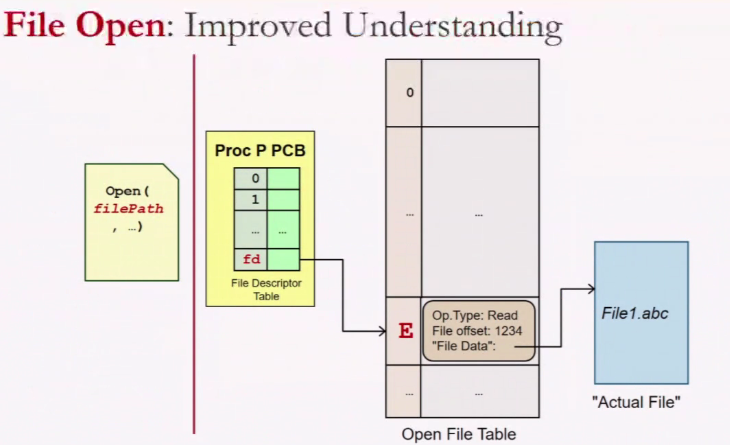 File Open: Improved Understanding
Open(
filePath
, …)
Proc P PCB
0
1
… …
fd
File Descriptor
Table
0
… …
E
Op.Type: Read
File offset: 1234
"File Data":
… …
Open File Table
File1.abc
"Actual File"